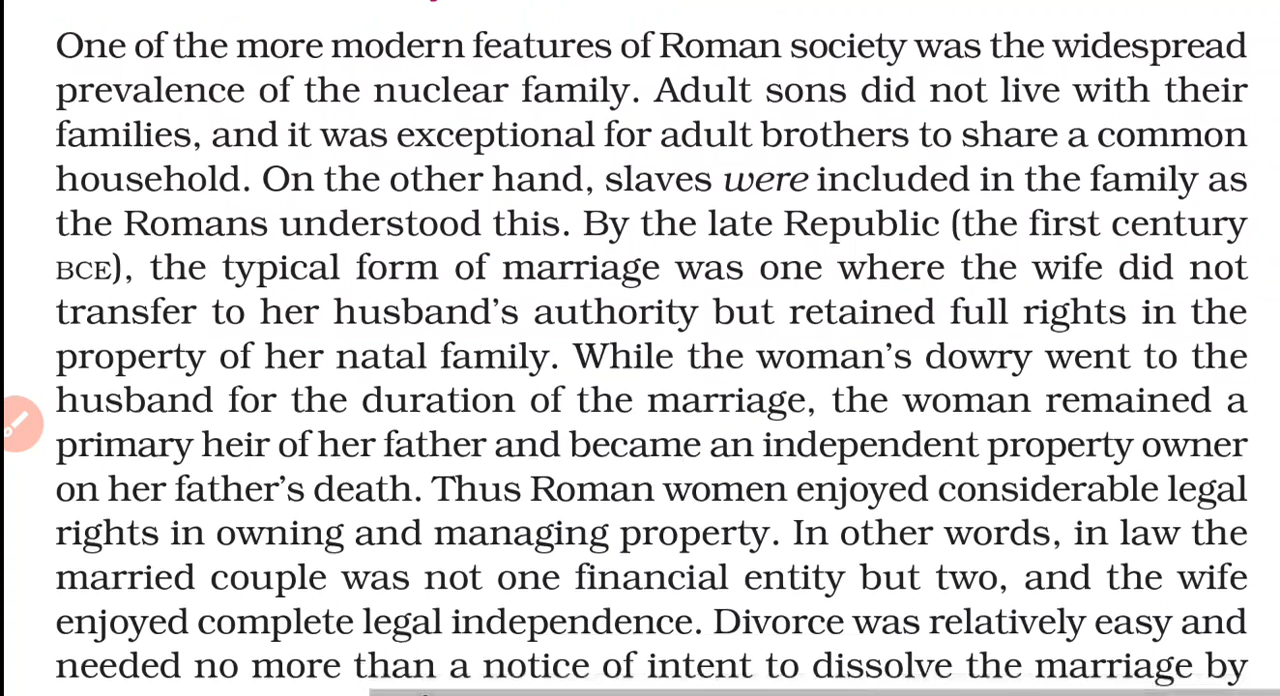 One of the more modern features of Roman society was the widespread
prevalence of the nuclear family. Adult sons did not live with their
families, and it was exceptional for adult brothers to share a common
household. On the other hand, slaves were included in the family as
the Romans understood this. By the late Republic (the first century
BCE), the typical form of marriage was one where the wife did not
transfer to her husband’s authority but retained full rights in the
property of her natal family. While the woman’s dowry went to the
husband for the duration of the marriage, the woman remained a
primary heir of her father and became an independent property owner
on her father’s death. Thus Roman women enjoyed considerable legal
rights in owning and managing property. In other words, in law the
married couple was not one financial entity but two, and the wife
enjoyed complete legal independence. Divorce was relatively easy and
needed no more than a notice of intent to dissolve the marriage by